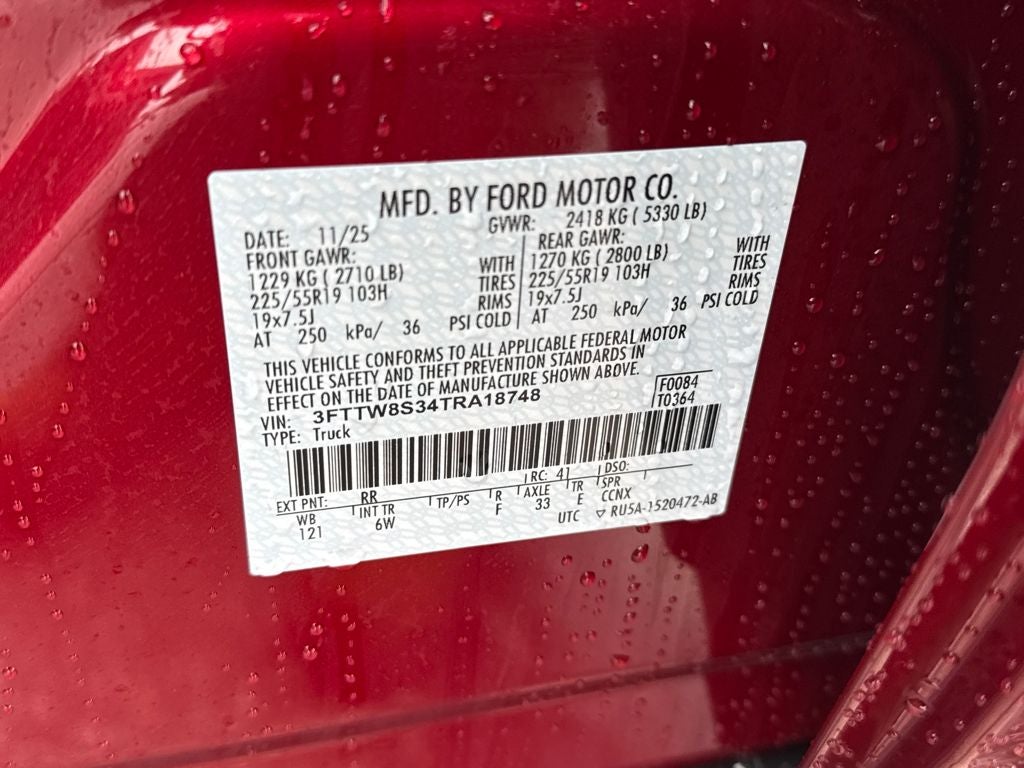 MFD. BY FORD MOTOR CO.
DATE: 11/25 GVWR: 2418 KG ( 5330 LB)
FRONT GAWR: REAR GAWR:
1229 KG ( 2710 LB) WITH 1270 KG ( 2800 LB) WITH
225/55R19 103H TIRES 225/55R19 103H TIRES
19x7.5J RIMS 19x7.5J RIMS
AT 250 kPa/ 36 PSI COLD AT 250 kPa/ 36 PSI COLD
THIS VEHICLE CONFORMS TO ALL APPLICABLE FEDERAL MOTOR
VEHICLE SAFETY AND THEFT PREVENTION STANDARDS IN
EFFECT ON THE DATE OF MANUFACTURE SHOWN ABOVE.
VIN: 3FTTW8S34TRA18748 F0084
TYPE: Truck T0364
EXT PNT: RR RC: 41 DSO:
WB INT TR TP/PS R AXLE TR SPR
121 6W F 33 E CCNX
UTC ▽ RU5A-1520472-AB